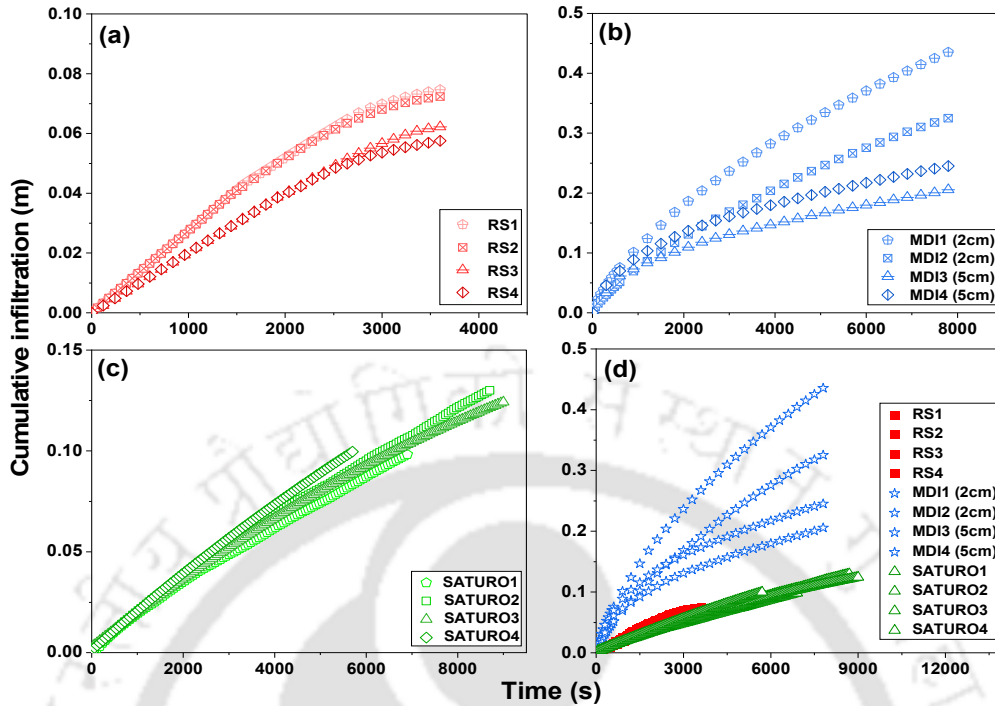 (a)
0.10
0.08
0.06
0.04
0.02
0.00
0 1000 2000 3000 4000
RS1
RS2
RS3
RS4
(b)
0.5
0.4
0.3
0.2
0.1
0.0
0 2000 4000 6000 8000
MDI1 (2cm)
MDI2 (2cm)
MDI3 (5cm)
MDI4 (5cm)
Cumulative infiltration (m)
(c)
0.15
0.10
0.05
0.00
0 2000 4000 6000 8000
SATURO1
SATURO2
SATURO3
SATURO4
(d)
0.5
0.4
0.3
0.2
0.1
0.0
0 3000 6000 9000 12000
RS1
RS2
RS3
RS4
MDI1 (2cm)
MDI2 (2cm)
MDI3 (5cm)
MDI4 (5cm)
SATURO1
SATURO2
SATURO3
SATURO4
Time (s)